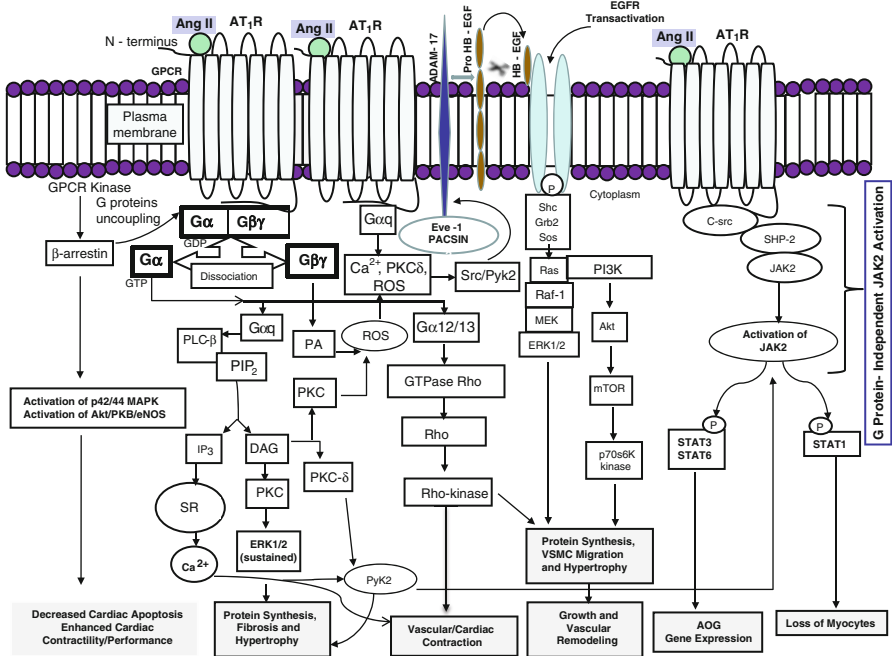 EGFR
Transactivation
Ang II
AT1R
Ang II
AT1R
Ang II
AT1R
N - terminus
GPCR
ADAM- 17
Pro HB - EGF
HB - EGF
Plasma
membrane
GPCR Kinase
G proteins
uncoupling
Cytoplasm
P
Gα
Gβγ
GDP
β-arrestin
Gα
GTP
Dissociation
Gβγ
Gαq
Ca2+, PKCδ,
ROS
Eve -1
PACSIN
Src/Pyk2
Shc
Grb2
Sos
Ras
PI3K
Raf-1
MEK
ERK1/2
Akt
mTOR
p70s6K
kinase
C-src
SHP-2
JAK2
Activation of
JAK2
G Protein- Independent JAK2 Activation
Gαq
PLC-β
PIP2
PA
ROS
Gα12/13
PKC
GTPase Rho
Rho
Rho-kinase
Activation of p42/44 MAPK
Activation of Akt/PKB/eNOS
IP3
DAG
PKC-δ
SR
PKC
Ca2+
ERK1/2
(sustained)
PyK2
P
STAT3
STAT6
P
STAT1
Protein Synthesis,
VSMC Migration
and Hypertrophy
Decreased Cardiac Apoptosis
Enhanced Cardiac
Contractility/Performance
Protein Synthesis,
Fibrosis and
Hypertrophy
Vascular/Cardiac
Contraction
Growth and
Vascular
Remodeling
AOG
Gene Expression
Loss of Myocytes